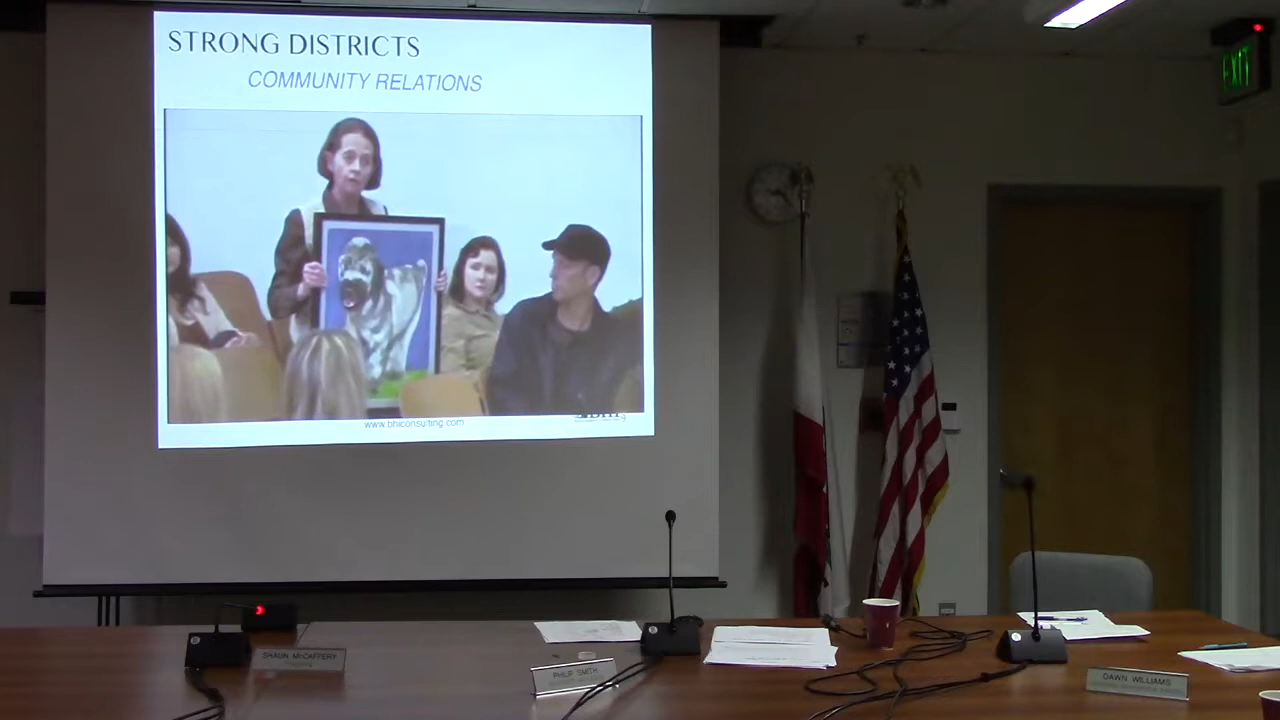 STRONG DISTRICTS
COMMUNITY RELATIONS
www.bhiconsulting.com
EXIT
SHAUN McCAFFERY
PHILIP SMITH
DAWN WILLIAMS